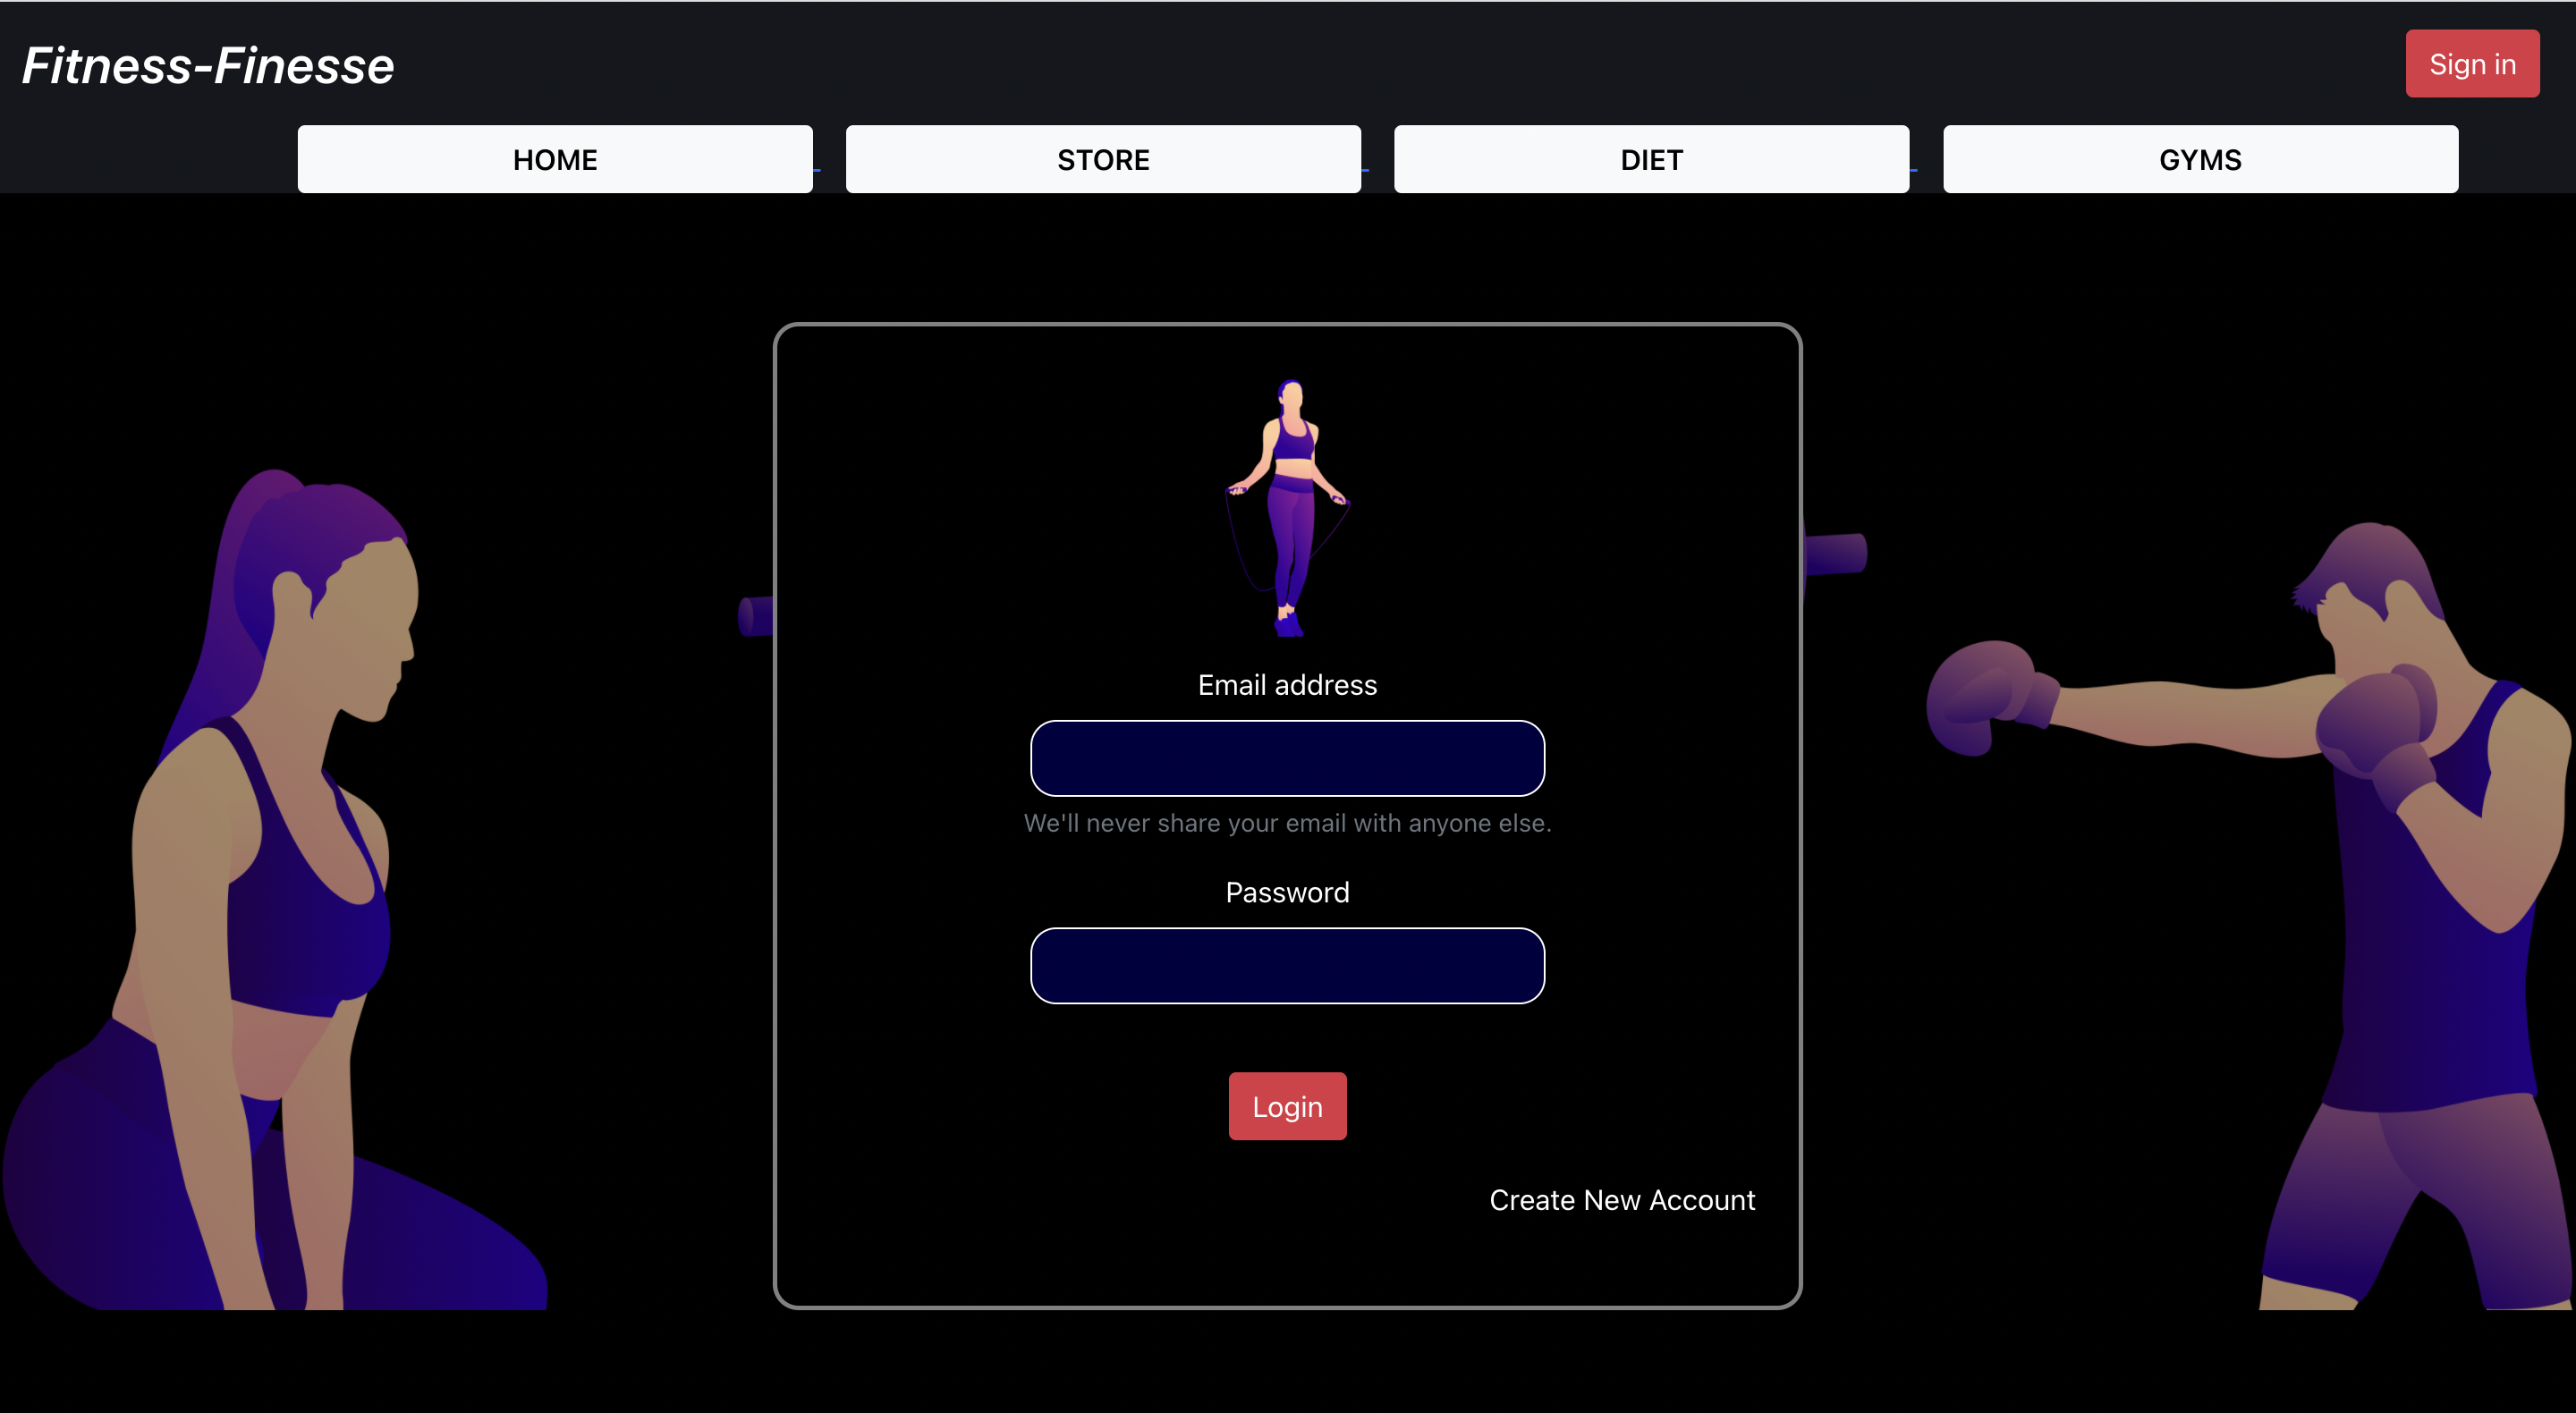 Fitness-Finesse
Sign in
HOME
STORE
DIET
GYMS
Email address
We'll never share your email with anyone else.
Password
Login
Create New Account